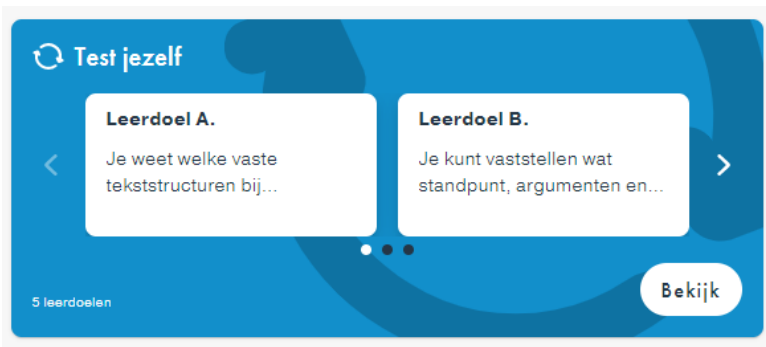 Test jezelf
Leerdoel A.
Je weet welke vaste
tekststructuren bij...
Leerdoel B.
Je kunt vaststellen wat
standpunt, argumenten en...
5 leerdoelen
Bekijk